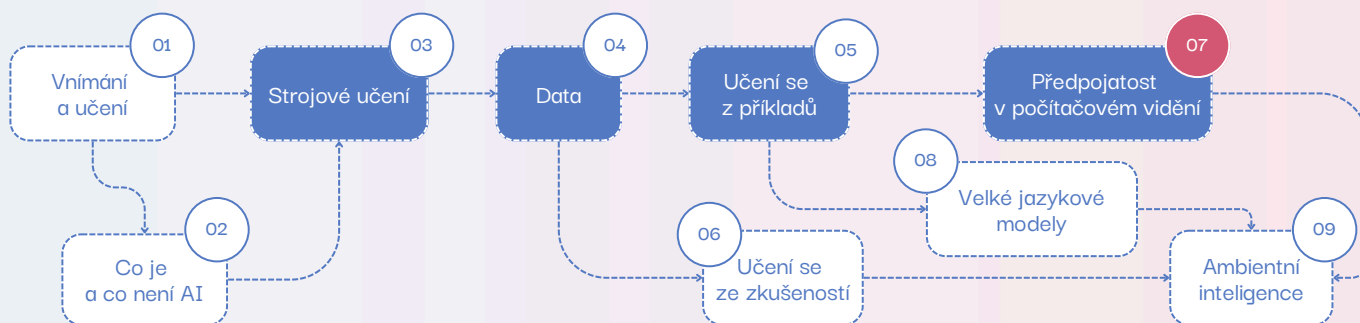 01
Vnímání
a učení
02
Co je
a co není AI
03
Strojové učení
04
Data
05
Učení se
z příkladů
06
Učení se
ze zkušeností
07
Předpojatost
v počítačovém vidění
08
Velké jazykové
modely
09
Ambientní
inteligence